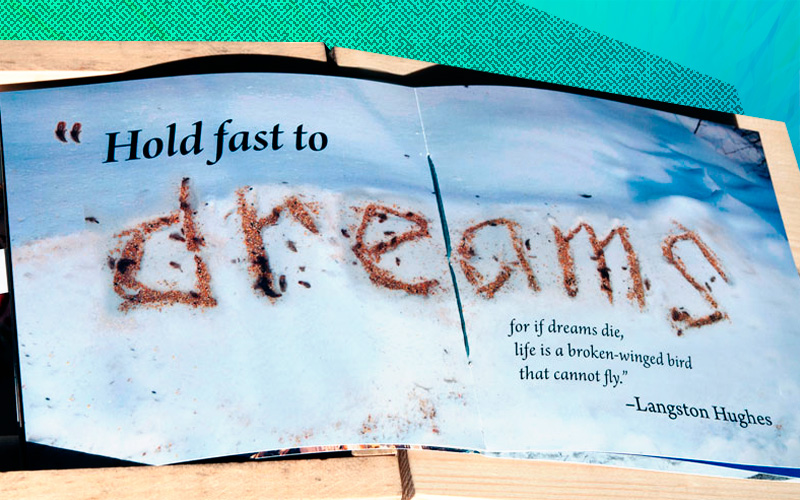 “Hold fast to
dreams
for if dreams die,
life is a broken-winged bird
that cannot fly.”
–Langston Hughes